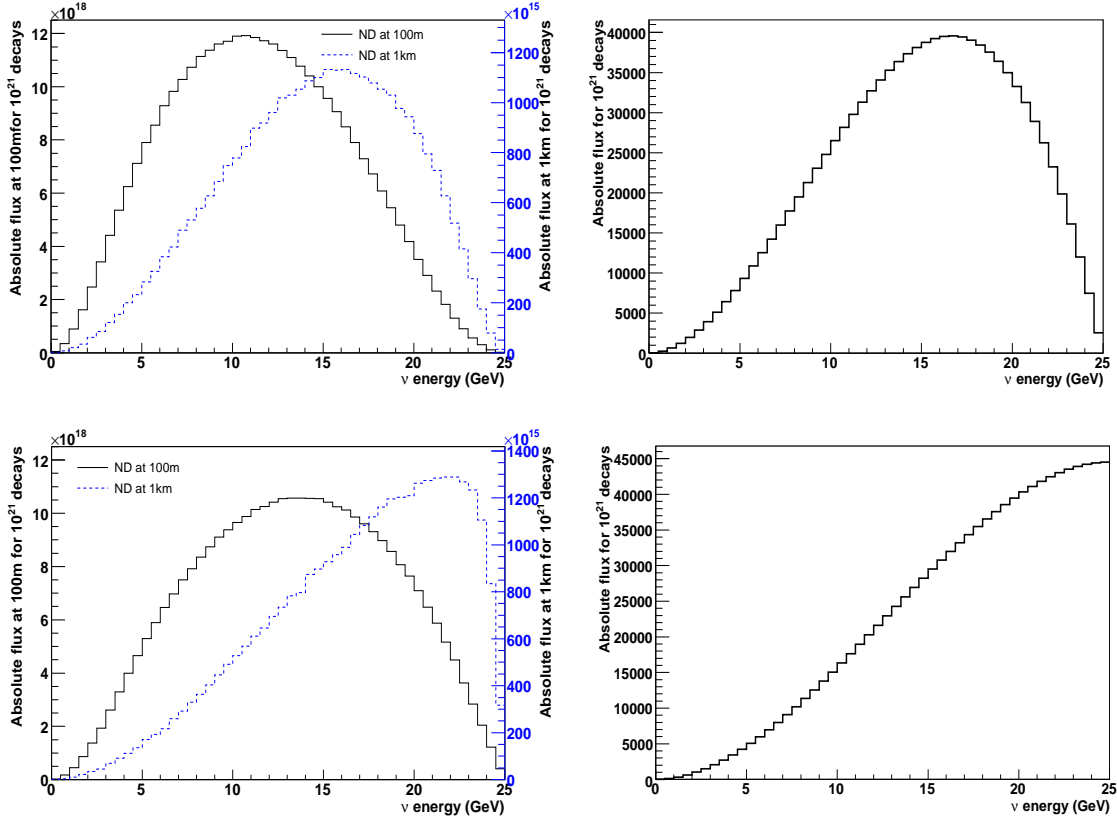 ×10¹⁸
×10¹⁵
Absolute flux at 100mfor 10²¹ decays
12
10
8
6
4
2
0
ND at 100m
ND at 1km
1200
1000
800
600
400
200
0
Absolute flux at 1km for 10²¹ decays
0 5 10 15 20 25
ν energy (GeV)
Absolute flux for 10²¹ decays
40000
35000
30000
25000
20000
15000
10000
5000
0
0 5 10 15 20 25
ν energy (GeV)
×10¹⁸
×10¹⁵
Absolute flux at 100m for 10²¹ decays
12
10
8
6
4
2
0
ND at 100m
ND at 1km
1400
1200
1000
800
600
400
200
0
Absolute flux at 1km for 10²¹ decays
0 5 10 15 20 25
ν energy (GeV)
Absolute flux for 10²¹ decays
45000
40000
35000
30000
25000
20000
15000
10000
5000
0
0 5 10 15 20 25
ν energy (GeV)